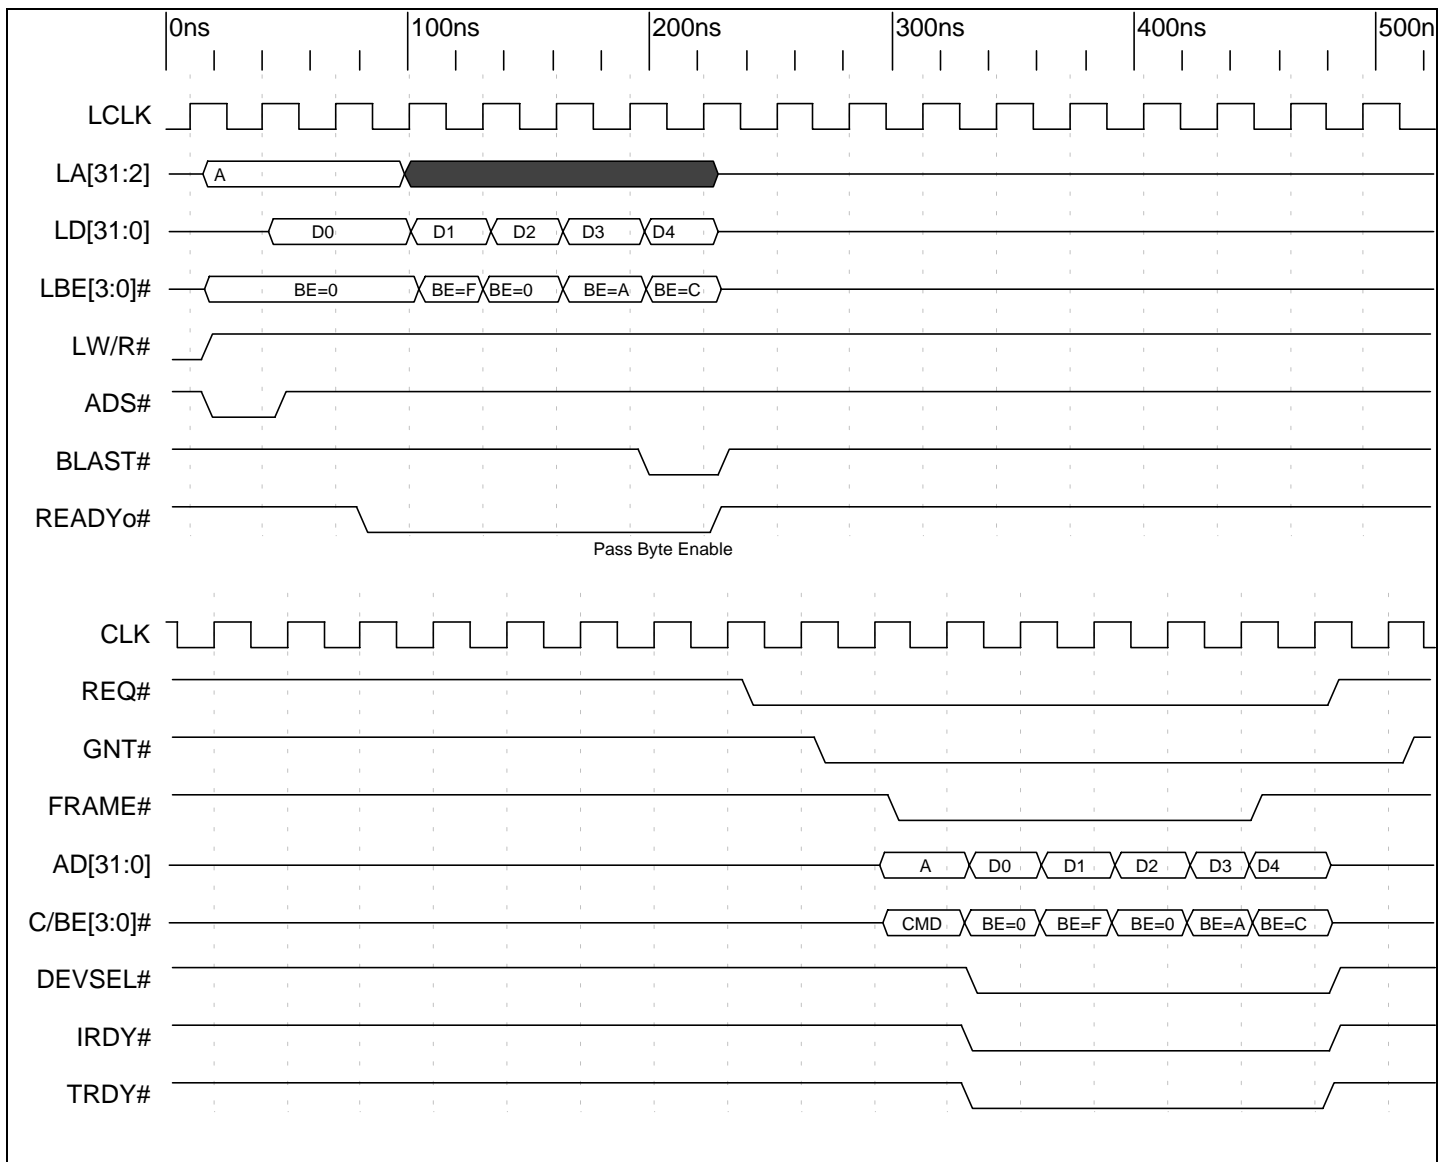 0ns 100ns 200ns 300ns 400ns 500n
LCLK
LA[31:2] A
LD[31:0] D0 D1 D2 D3 D4
LBE[3:0]# BE=0 BE=F BE=0 BE=A BE=C
LW/R#
ADS#
BLAST#
READYo#
Pass Byte Enable
CLK
REQ#
GNT#
FRAME#
AD[31:0] A D0 D1 D2 D3 D4
C/BE[3:0]# CMD BE=0 BE=F BE=0 BE=A BE=C
DEVSEL#
IRDY#
TRDY#